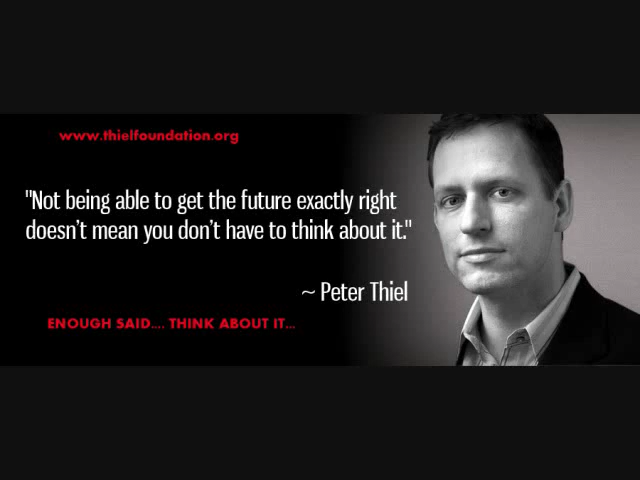 www.thielfoundation.org
"Not being able to get the future exactly right
doesn't mean you don't have to think about it."
~ Peter Thiel
ENOUGH SAID.... THINK ABOUT IT...